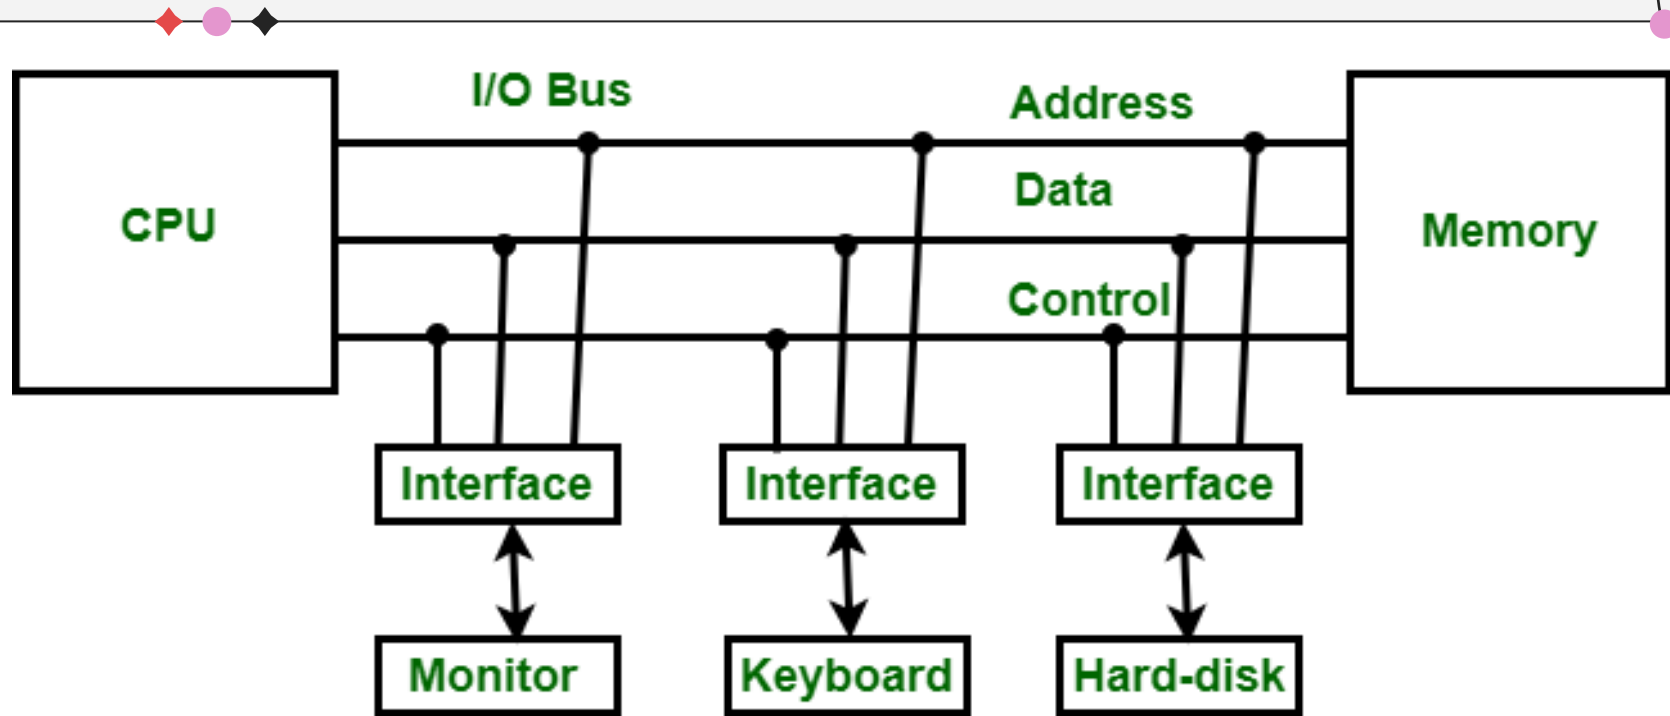 I/O Bus
Address
Data
CPU
Memory
Control
Interface
Interface
Interface
Monitor
Keyboard
Hard-disk